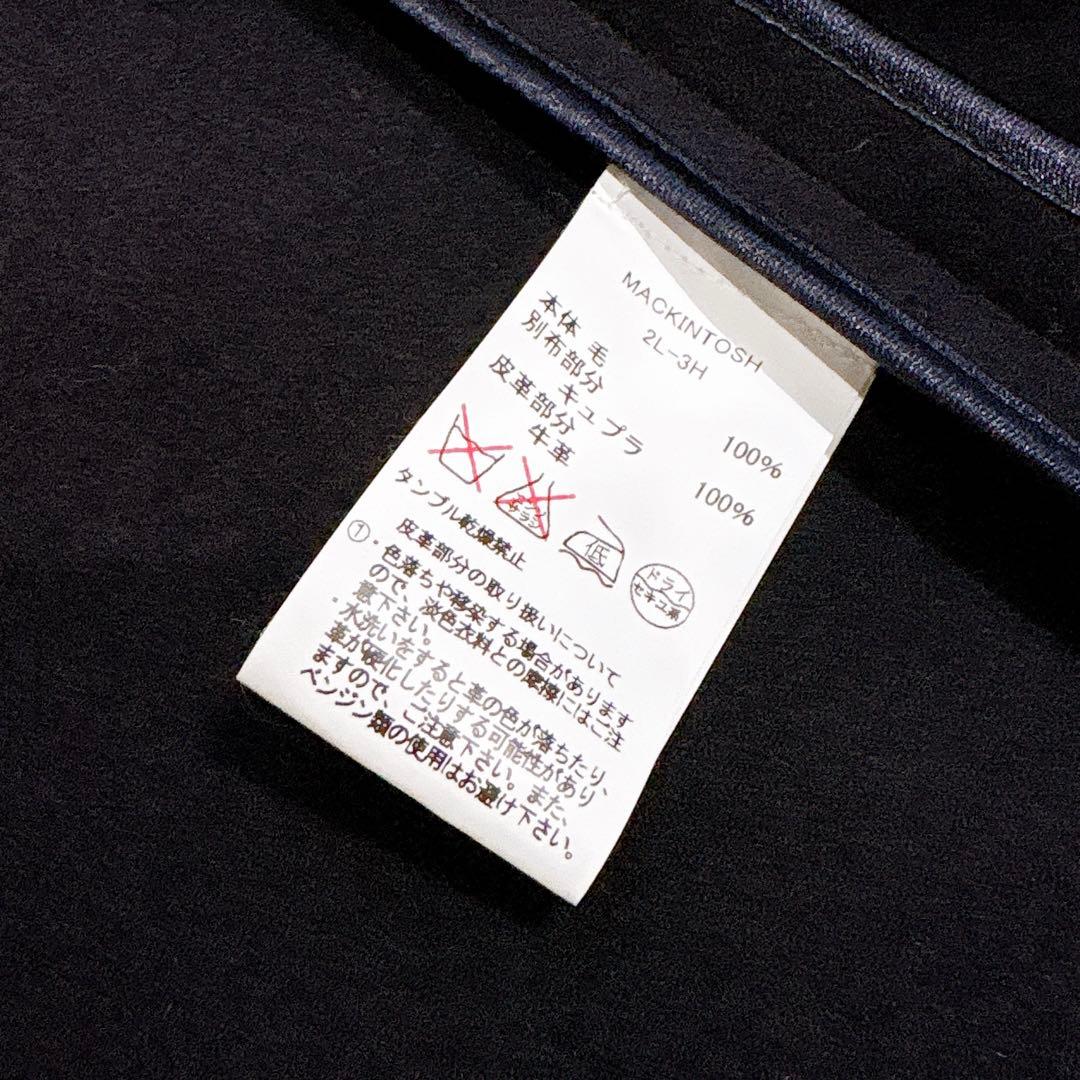 MACKINTOSH
2L-3H
本体 毛 100%
別布部分
キュプラ 100%
皮革部分
牛革
エンソ
サラシ
低
ドライ
セキユ系
タンブル乾燥禁止
① 皮革部分の取り扱いについて
・色落ちや移染する場合があります
ので、淡色衣料との摩擦にはご注
意下さい。
・水洗いをすると革の色が落ちたり、
革が硬化したりする可能性があり
ますので、ご注意下さい。また、
ベンジン類の使用はお避け下さい。